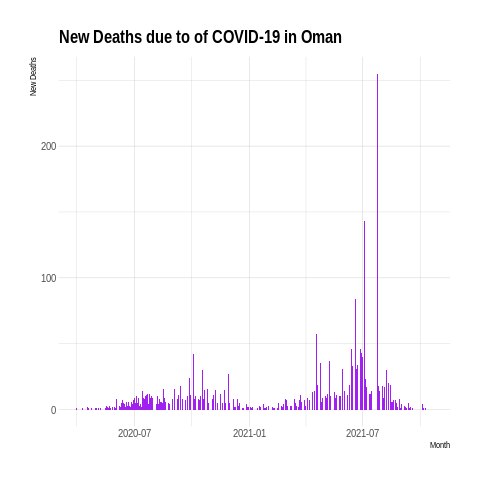 New Deaths due to of COVID-19 in Oman
New Deaths
200
100
0
2020-07
2021-01
2021-07
Month